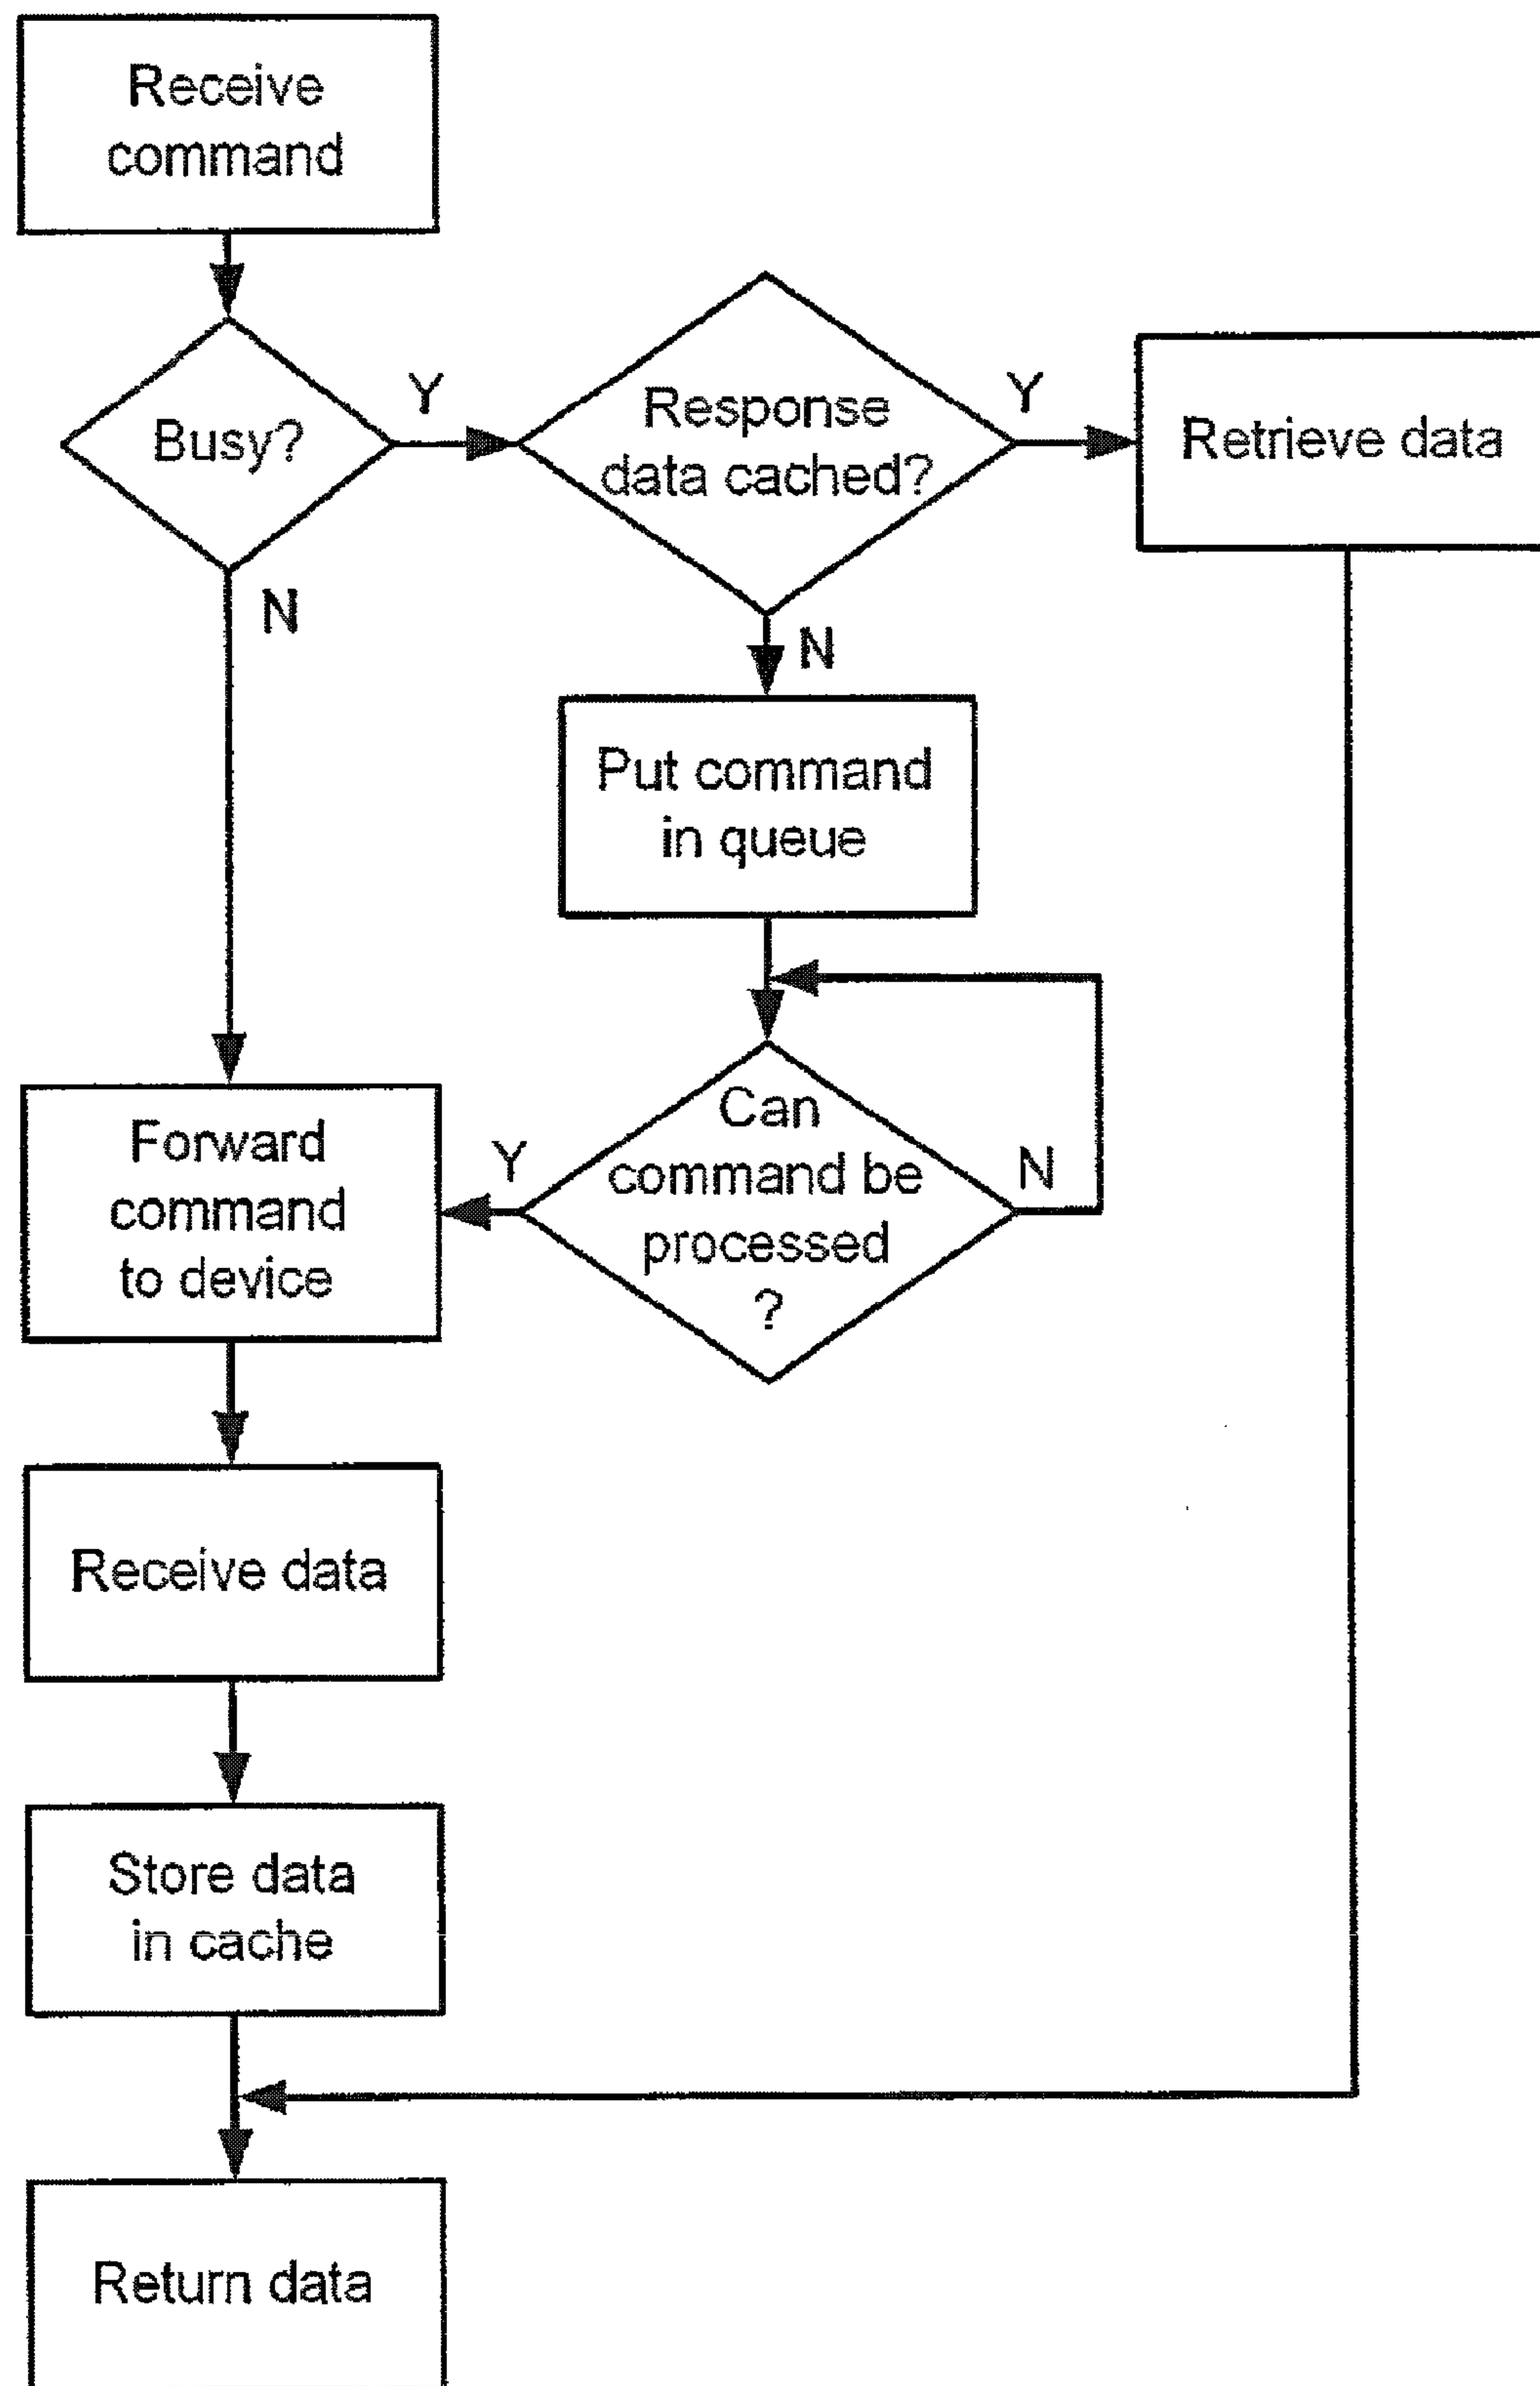 Receive
command
Busy?
Y
Response
data cached?
Y
Retrieve data
N
N
Put command
in queue
Can
command be
processed
?
Y
N
Forward
command
to device
Receive data
Store data
in cache
Return data